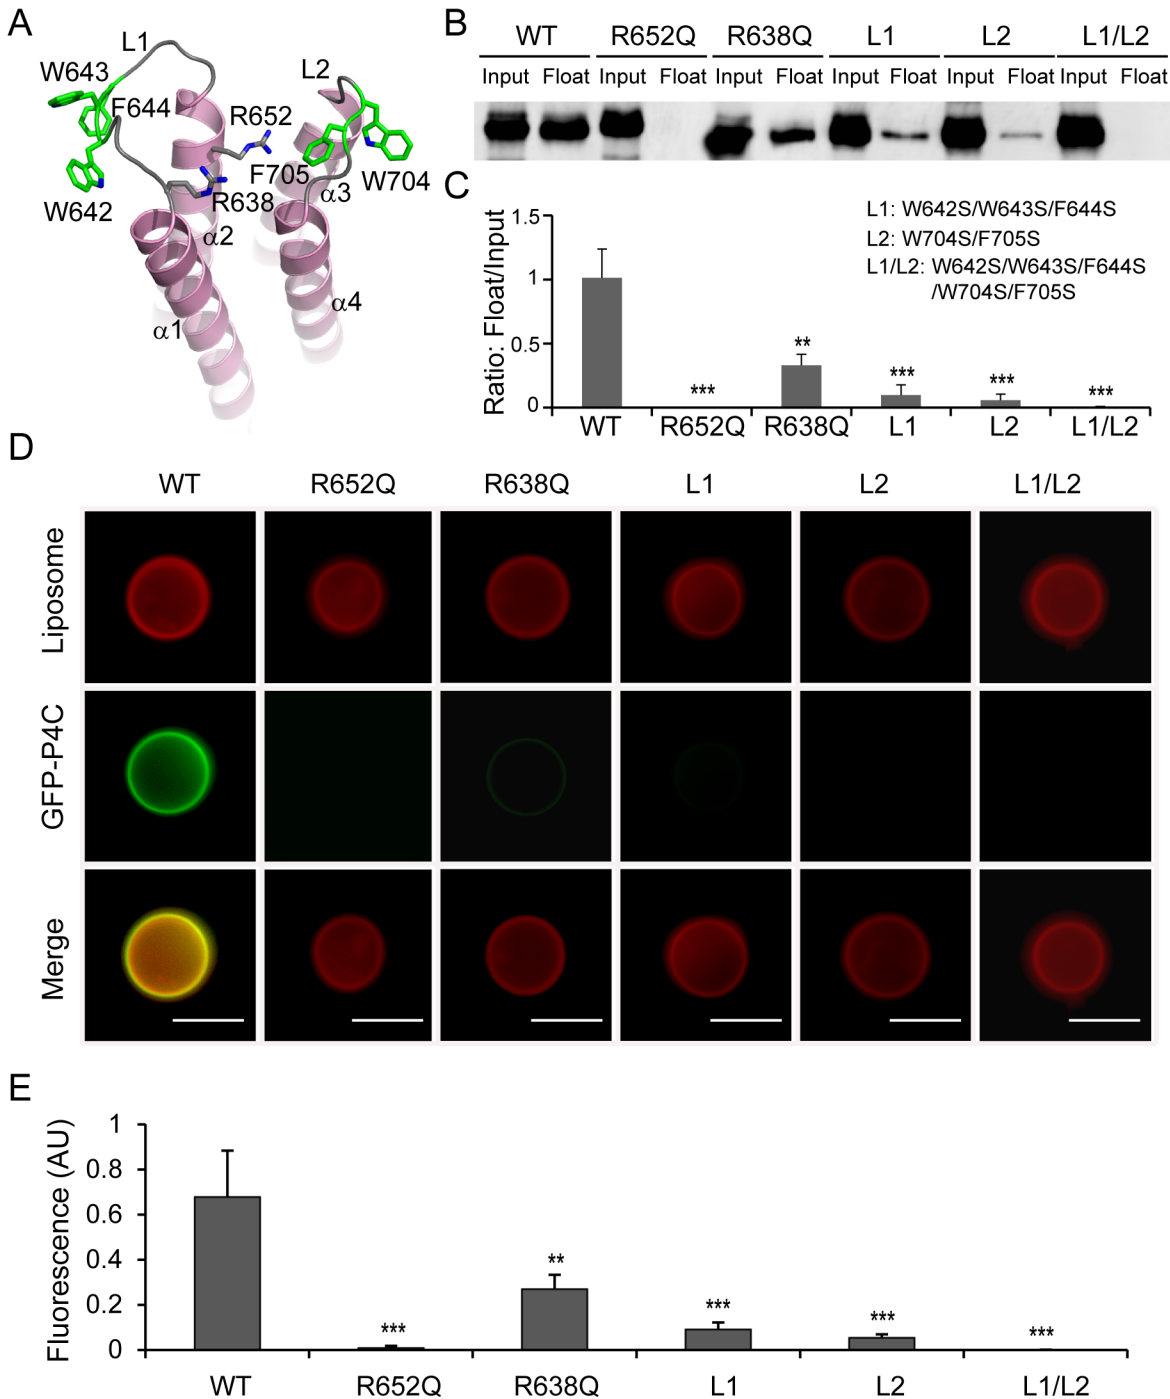 A
L1
W643
F644
L2
R652
F705
W704
R638
α3
W642
α2
α4
α1
B
WT R652Q R638Q L1 L2 L1/L2
Input Float Input Float Input Float Input Float Input Float Input Float
C
Ratio: Float/Input
1.5
1
0.5
0
*** ** *** *** ***
WT R652Q R638Q L1 L2 L1/L2
L1: W642S/W643S/F644S
L2: W704S/F705S
L1/L2: W642S/W643S/F644S
/W704S/F705S
D
WT R652Q R638Q L1 L2 L1/L2
Liposome
GFP-P4C
Merge
E
Fluorescence (AU)
1
0.8
0.6
0.4
0.2
0
*** ** *** *** ***
WT R652Q R638Q L1 L2 L1/L2